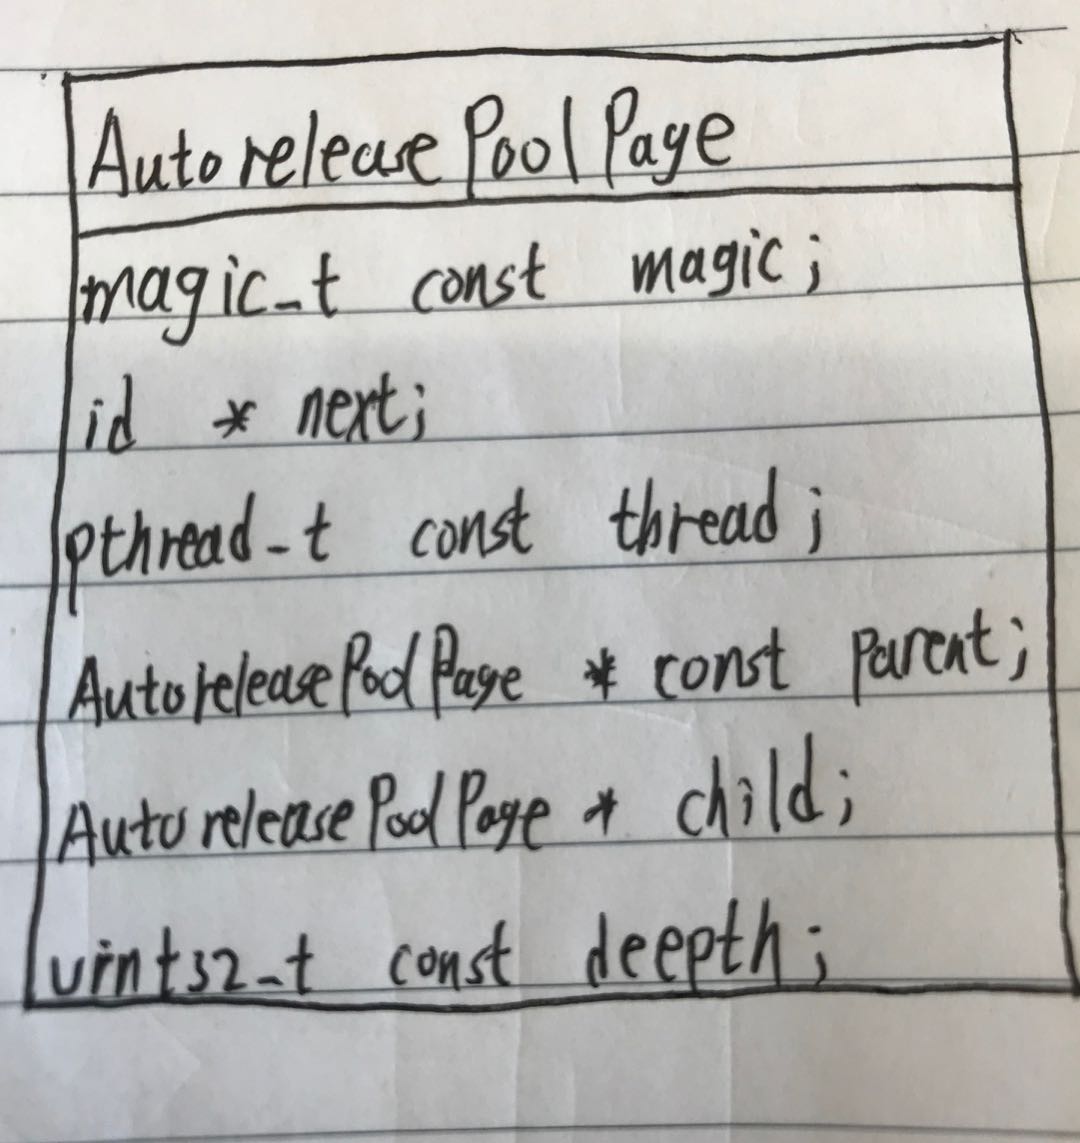 AutoreleasePoolPage
magic_t const magic;
id * next;
pthread_t const thread;
AutoreleasePoolPage * const parent;
AutoreleasePoolPage * child;
uint32_t const deepth;